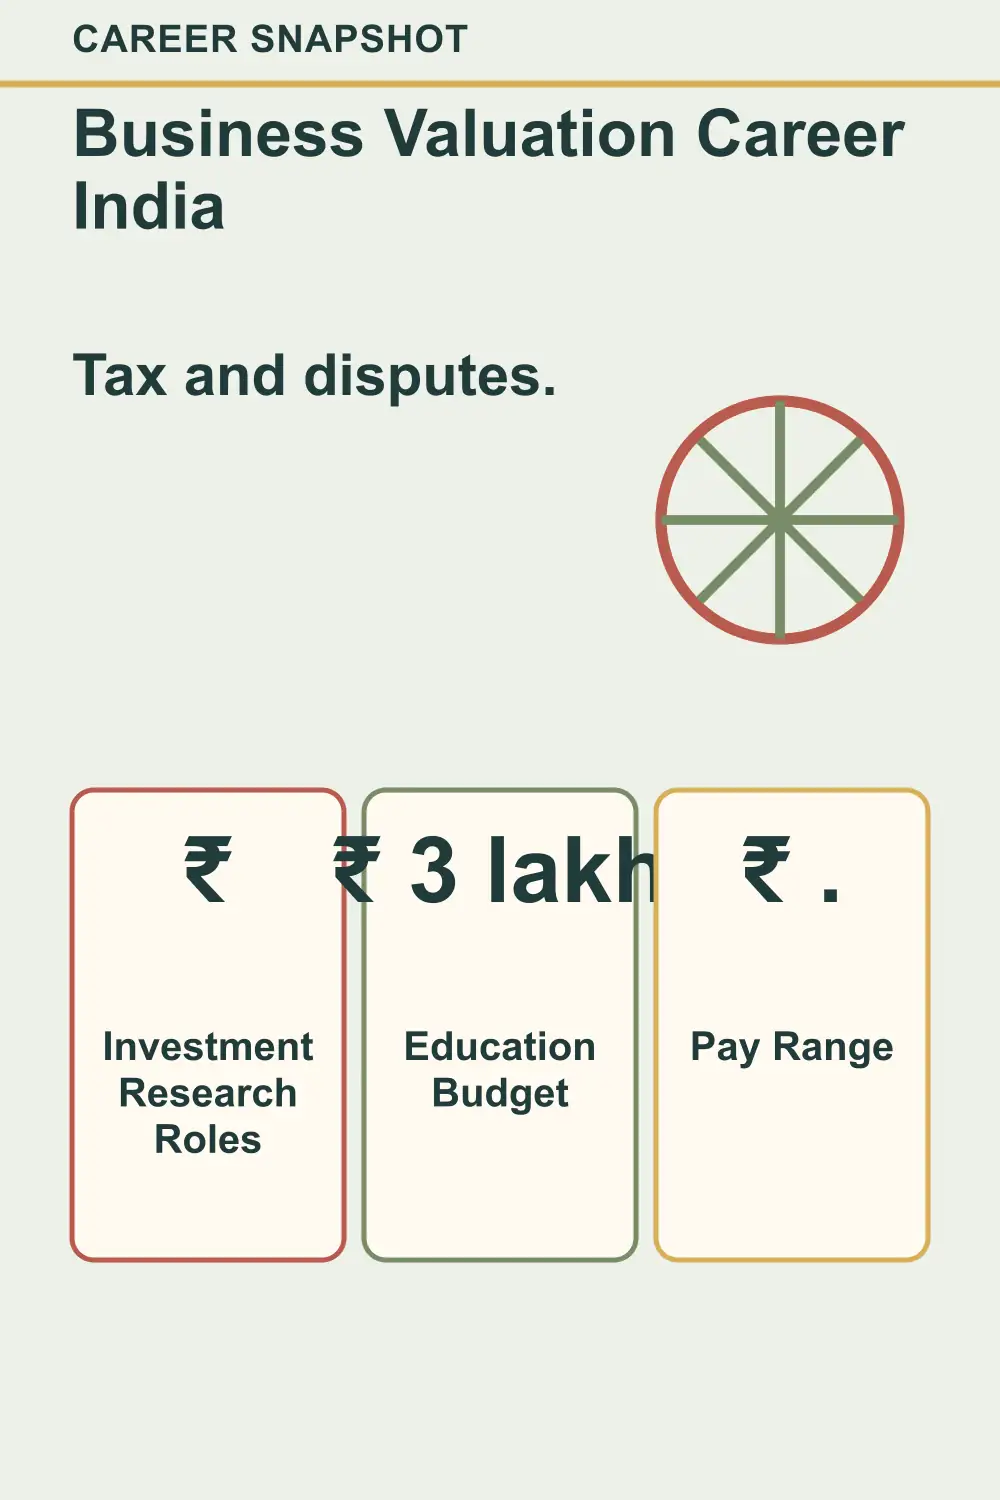 CAREER SNAPSHOT
Business Valuation Career
India
Tax and disputes.
₹
Investment
Research
Roles
₹ 3 lakh
Education
Budget
₹ .
Pay Range